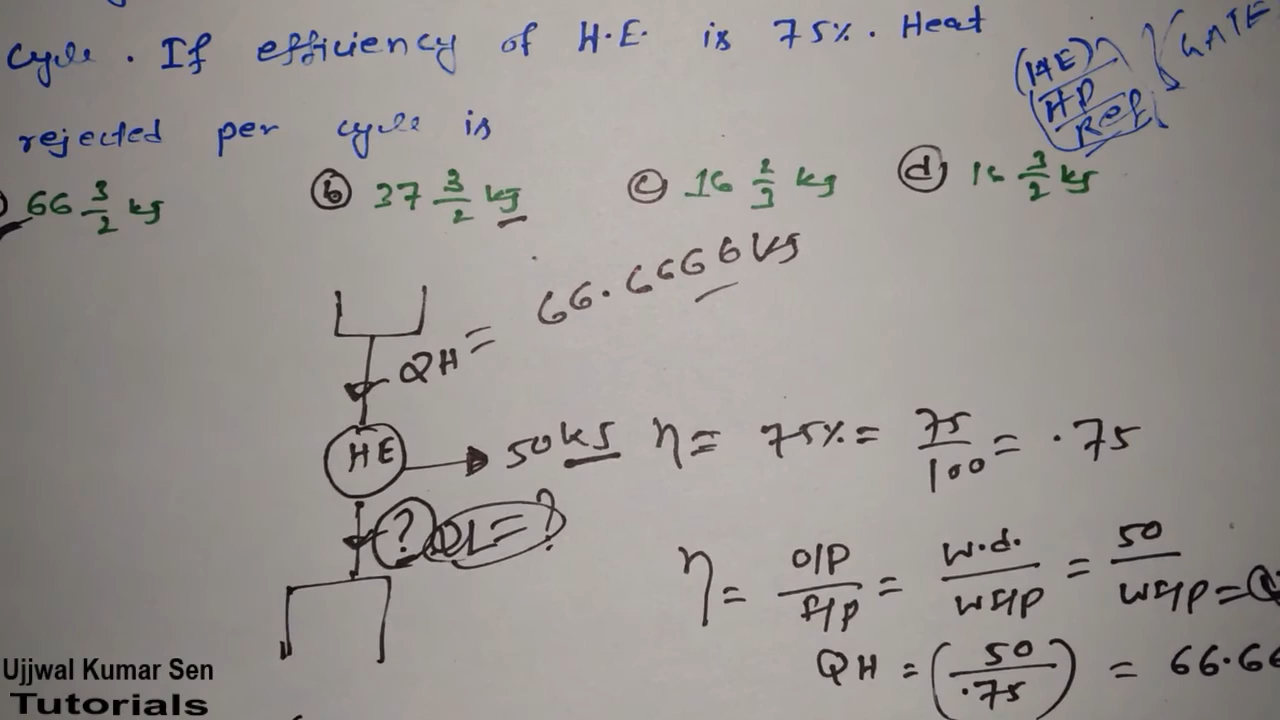 cycle. If efficiency of H.E. is 75%. Heat
rejected per cycle is
(HE)η
HP
Ref
GATE
66 3/2 kJ
(b) 37 3/2 kJ
(c) 16 2/3 kJ
(d) 16 3/2 kJ
QH = 66.6666 kJ
HE
50 kJ
η = 75% = 75/100 = .75
? QL = ?
η = O/P / I/P = W.d. / WI/P = 50 / WI/P = Q
QH = (50/.75) = 66.66
Ujjwal Kumar Sen
Tutorials